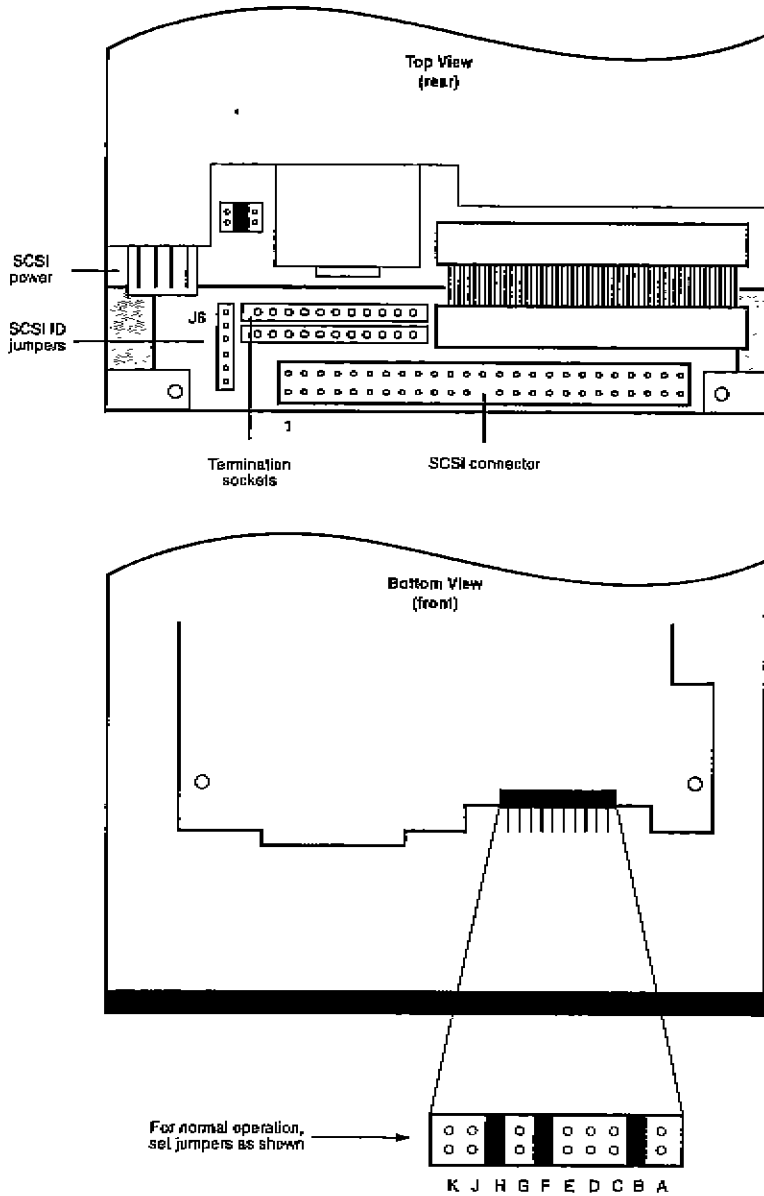 Top View
(rear)
SCSI
power
SCSI ID
jumpers
J6
1
Termination
sockets
SCSI connector
Bottom View
(front)
For normal operation,
set jumpers as shown
K J H G F E D C B A